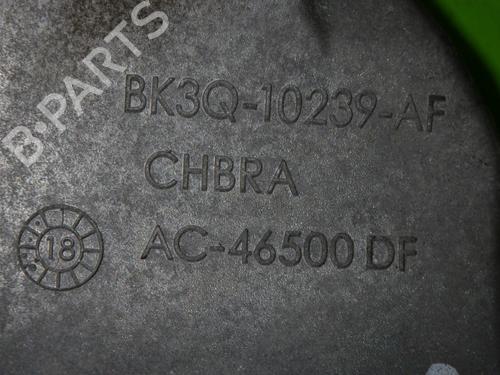 B·PARTS
BK3Q-10239-AF
CHBRA
18
AC-46500 DF